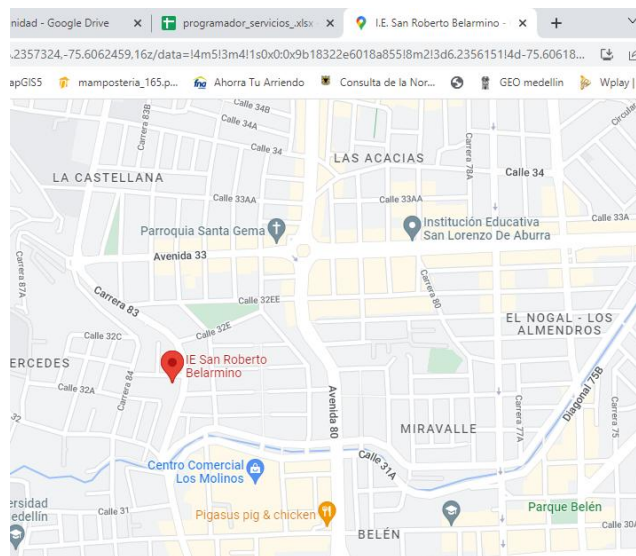 nidad - Google Drive
programador_servicios_.xlsx -
I.E. San Roberto Belarmino -
.2357324,-75.6062459,16z/data=!4m5!3m4!1s0x0:0x9b18322e6018a855!8m2!3d6.2356151!4d-75.60618...
apGIS5
mamposteria_165.p...
fna
Ahorra Tu Arriendo
Consulta de la Nor...
GEO medellin
Wplay |
Carrera 83B
Calle 34B
Calle 34A
Calle 34
LAS ACACIAS
Carrera 78A
Calle 34
Circular
LA CASTELLANA
Calle 33AA
Calle 33AA
Parroquia Santa Gema
Institución Educativa
San Lorenzo De Aburra
Calle 33A
Avenida 33
Carrera 87A
Carrera 83
Calle 32EE
Carrera 80
Calle 32E
Calle 32C
EL NOGAL - LOS
ALMENDROS
ERCEDES
IE San Roberto
Belarmino
Carrera 84
Calle 32A
32
Avenida 80
Diagonal 75B
Carrera 77A
Carrera 75
MIRAVALLE
Calle 31A
Centro Comercial
Los Molinos
ersidad
edellín
Calle 31
Pigasus pig & chicken
Parque Belén
BELÉN
Calle 30A